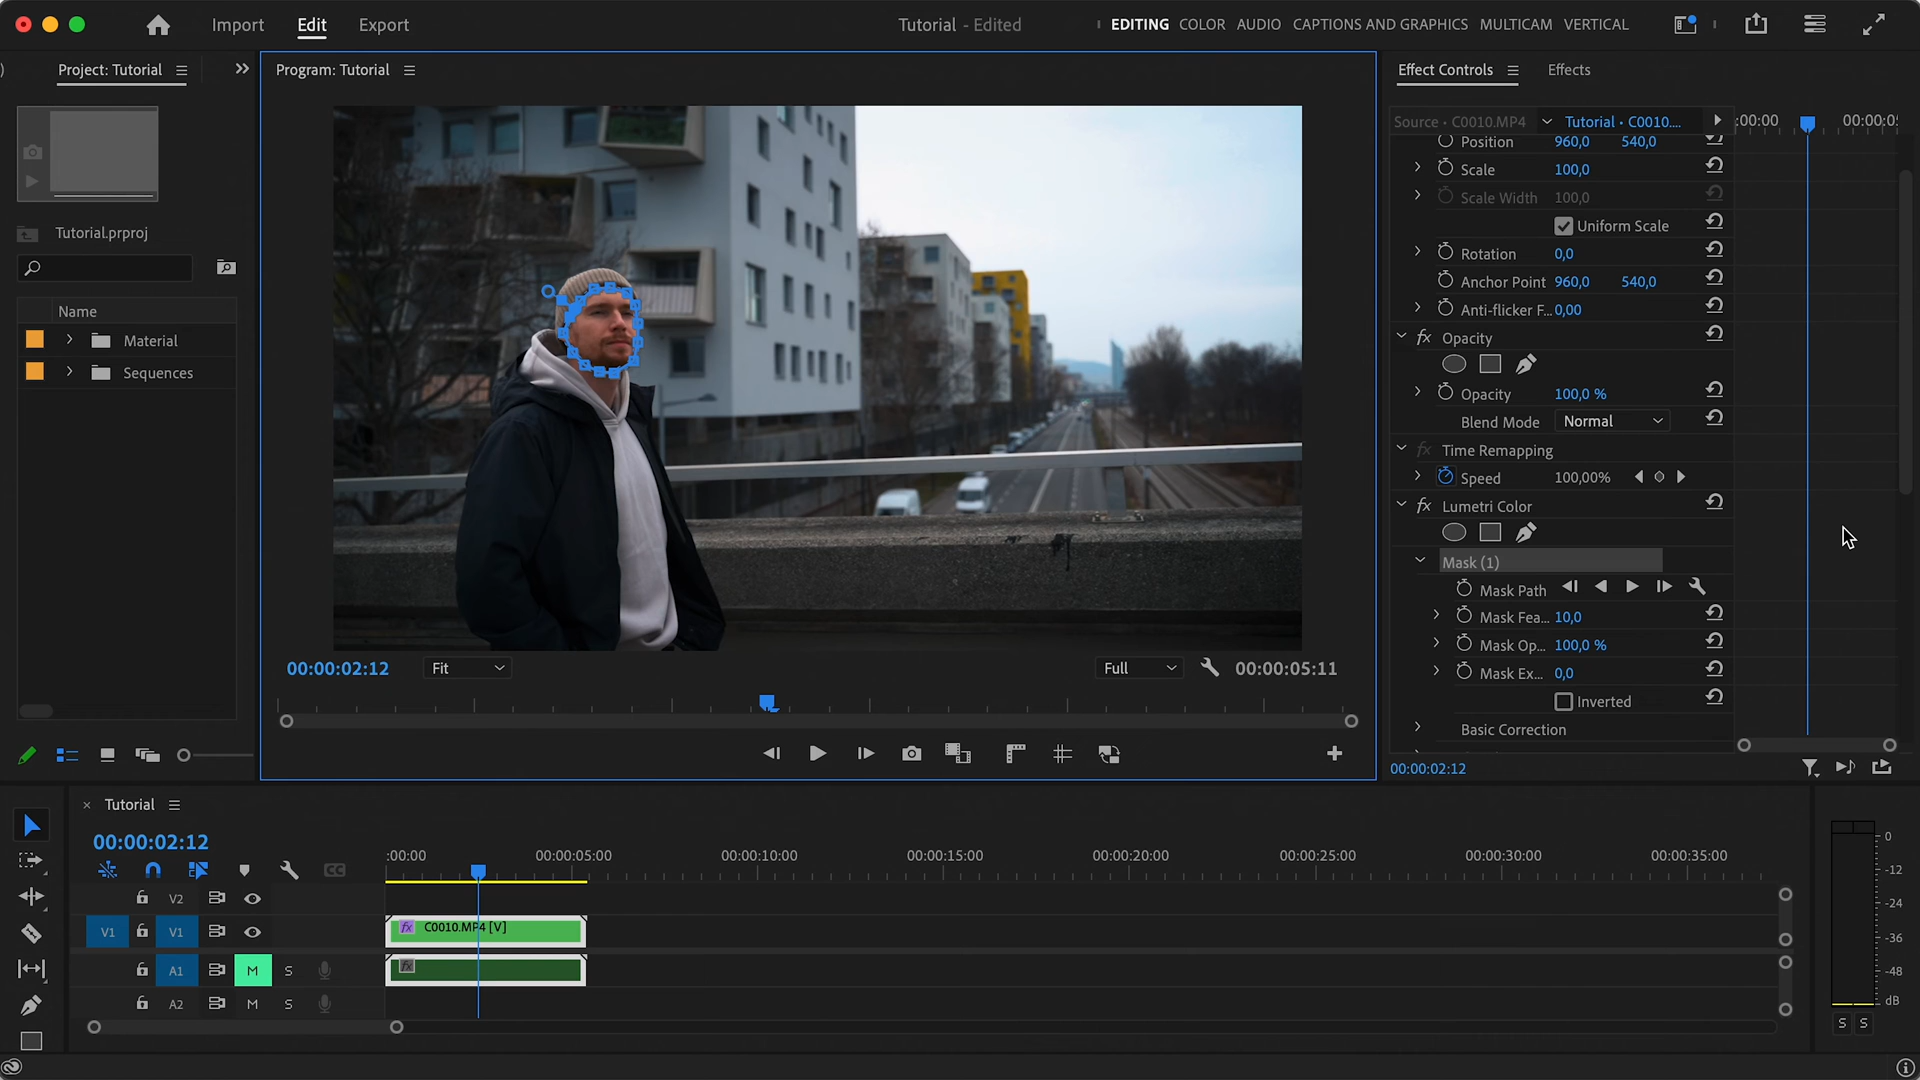 Import Edit Export
Tutorial - Edited
EDITING COLOR AUDIO CAPTIONS AND GRAPHICS MULTICAM VERTICAL
Project: Tutorial
Tutorial.prproj
Name
Material
Sequences
Program: Tutorial
00:00:02:12
Fit
Full
00:00:05:11
Effect Controls
Effects
Source • C0010.MP4
Tutorial • C0010....
:00:00
00:00:0
Position 960,0 540,0
Scale 100,0
Scale Width 100,0
Uniform Scale
Rotation 0,0
Anchor Point 960,0 540,0
Anti-flicker F... 0,00
fx Opacity
Opacity 100,0 %
Blend Mode Normal
fx Time Remapping
Speed 100,00%
fx Lumetri Color
Mask (1)
Mask Path
Mask Fea... 10,0
Mask Op... 100,0 %
Mask Ex... 0,0
Inverted
Basic Correction
00:00:02:12
× Tutorial
00:00:02:12
:00:00 00:00:05:00 00:00:10:00 00:00:15:00 00:00:20:00 00:00:25:00 00:00:30:00 00:00:35:00
CC
V2
V1 V1
fx C0010.MP4 [V]
A1 M S
fx
A2 M S
0
-12
-24
-36
-48
dB
S S